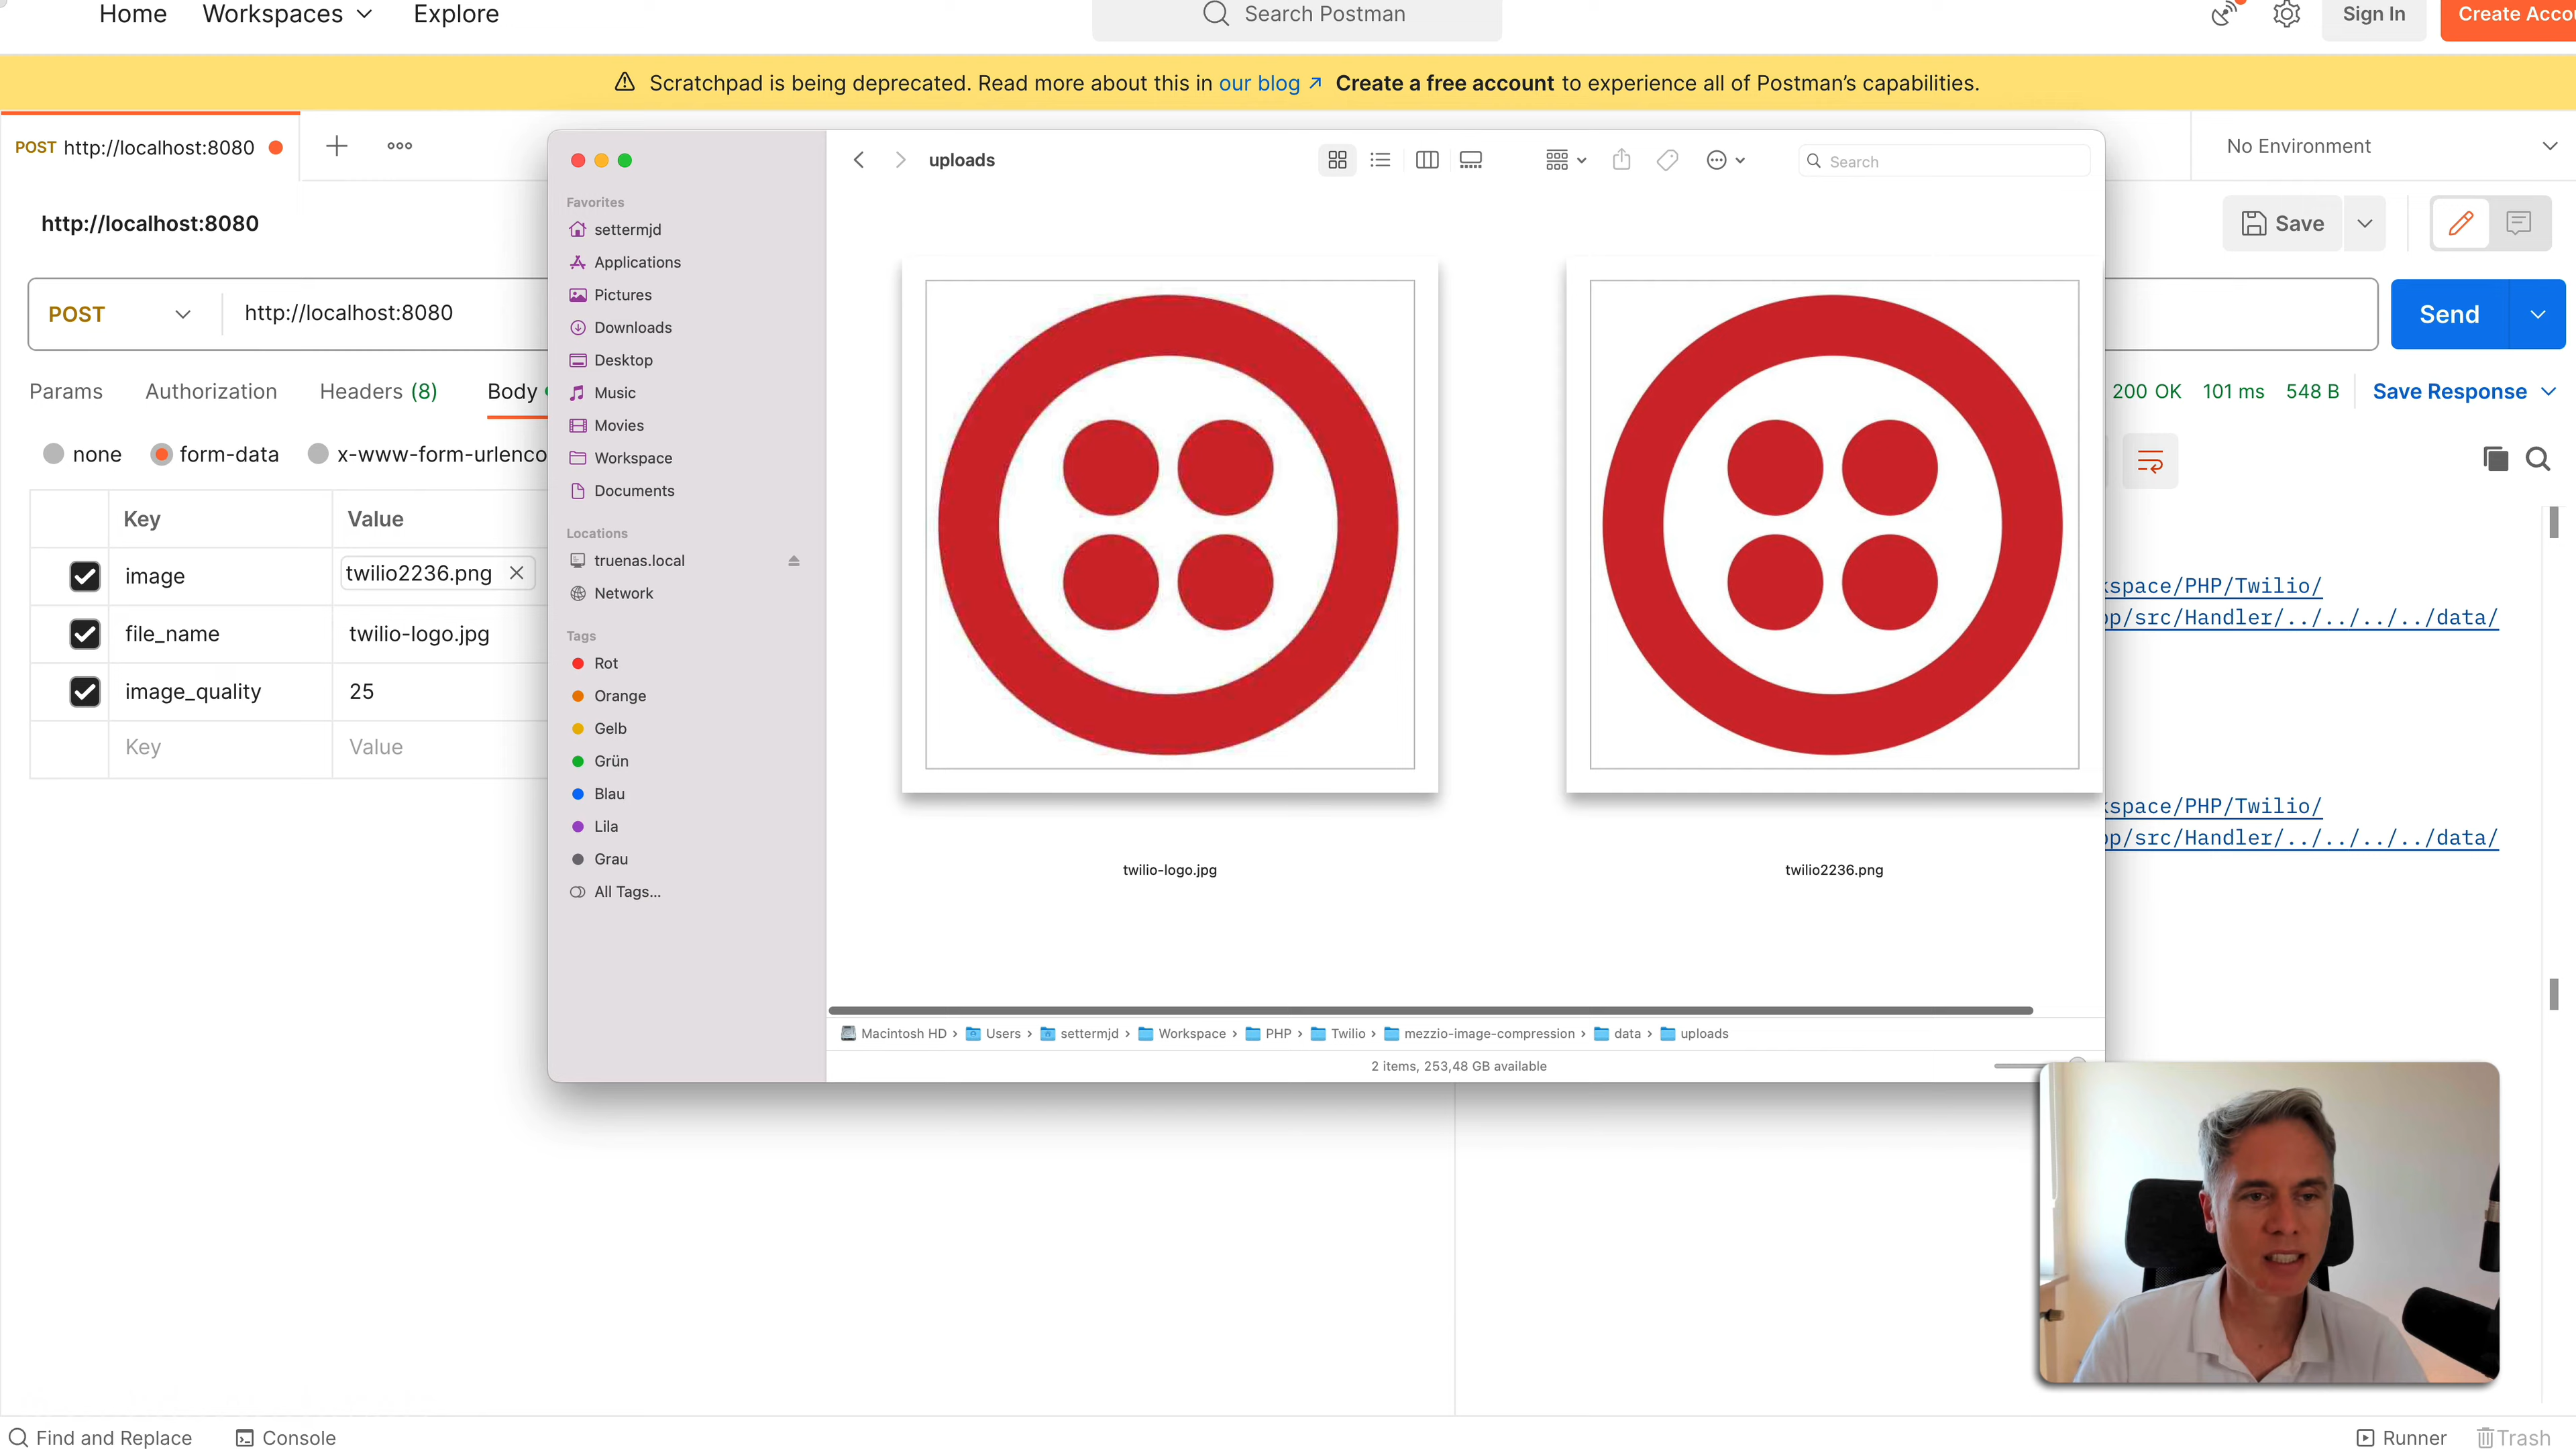 Home Workspaces Explore
Search Postman
Sign In
Create Accou
Scratchpad is being deprecated. Read more about this in our blog ↗ Create a free account to experience all of Postman's capabilities.
POST http://localhost:8080
No Environment
http://localhost:8080
Save
POST
http://localhost:8080
Send
Params Authorization Headers (8) Body
200 OK 101 ms 548 B Save Response
none form-data x-www-form-urlenco
Key Value
image twilio2236.png
file_name twilio-logo.jpg
image_quality 25
Key Value
uploads
Search
Favorites
settermjd
Applications
Pictures
Downloads
Desktop
Music
Movies
Workspace
Documents
Locations
truenas.local
Network
Tags
Rot
Orange
Gelb
Grün
Blau
Lila
Grau
All Tags...
twilio-logo.jpg
twilio2236.png
Macintosh HD › Users › settermjd › Workspace › PHP › Twilio › mezzio-image-compression › data › uploads
2 items, 253,48 GB available
kspace/PHP/Twilio/
pp/src/Handler/../../../../data/
kspace/PHP/Twilio/
pp/src/Handler/../../../../data/
Find and Replace Console
Runner Trash